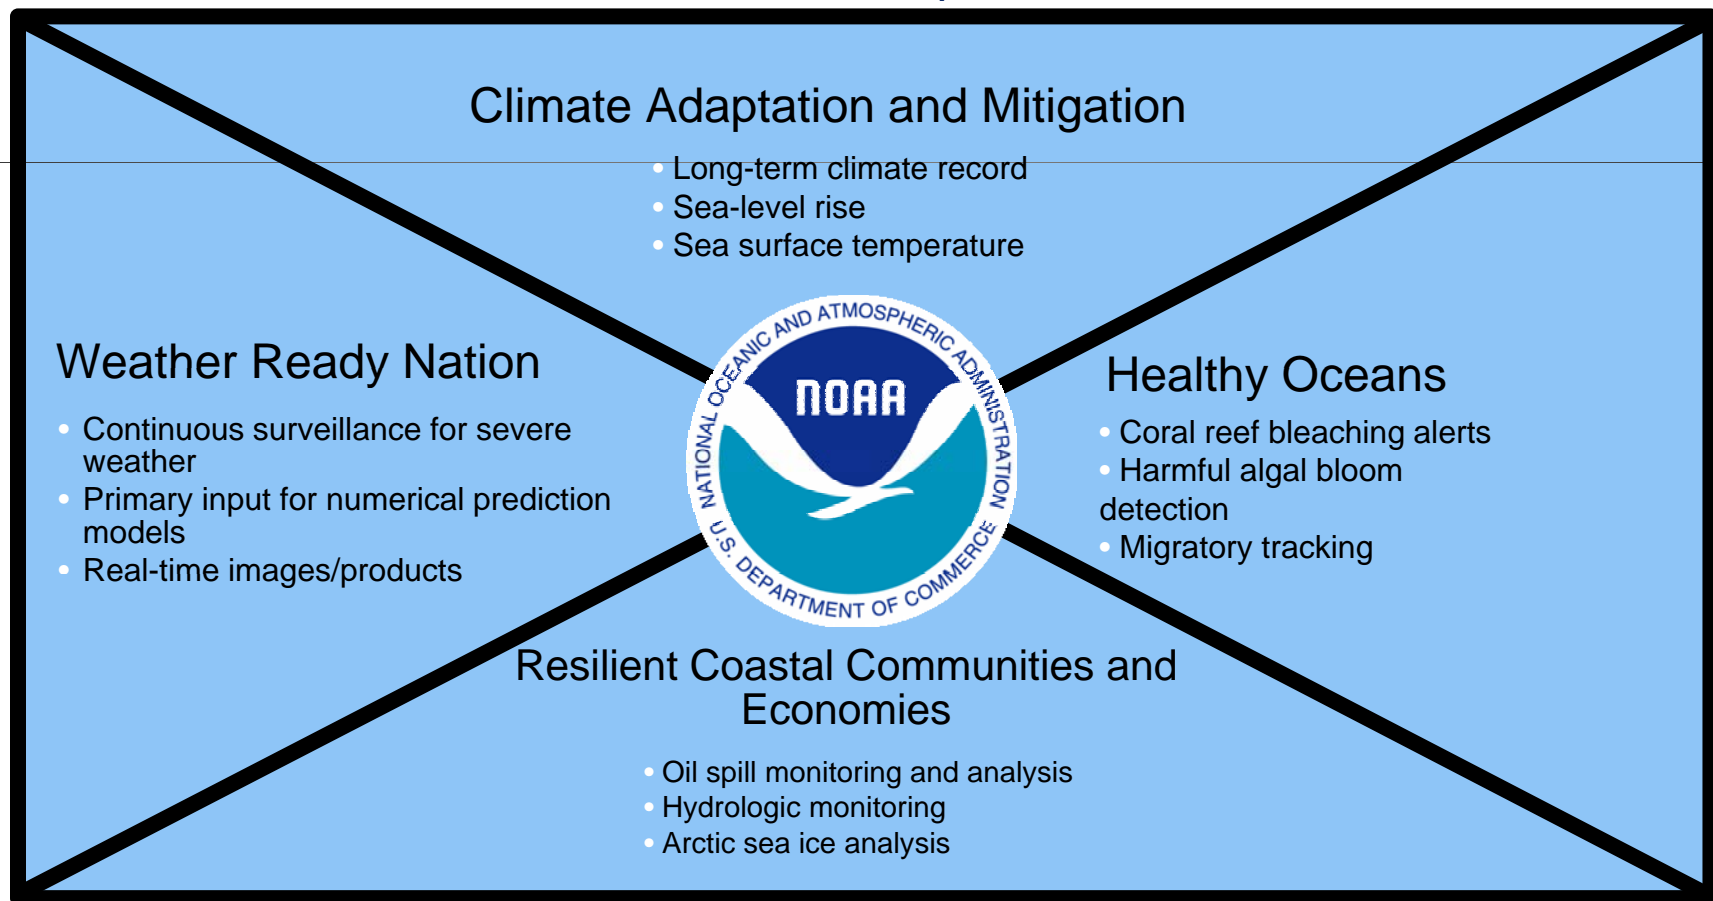 Climate Adaptation and Mitigation
• Long-term climate record
• Sea-level rise
• Sea surface temperature
Weather Ready Nation
• Continuous surveillance for severe
weather
• Primary input for numerical prediction
models
• Real-time images/products
NATIONAL OCEANIC AND ATMOSPHERIC ADMINISTRATION
NOAA
U.S. DEPARTMENT OF COMMERCE
Healthy Oceans
• Coral reef bleaching alerts
• Harmful algal bloom
detection
• Migratory tracking
Resilient Coastal Communities and
Economies
• Oil spill monitoring and analysis
• Hydrologic monitoring
• Arctic sea ice analysis